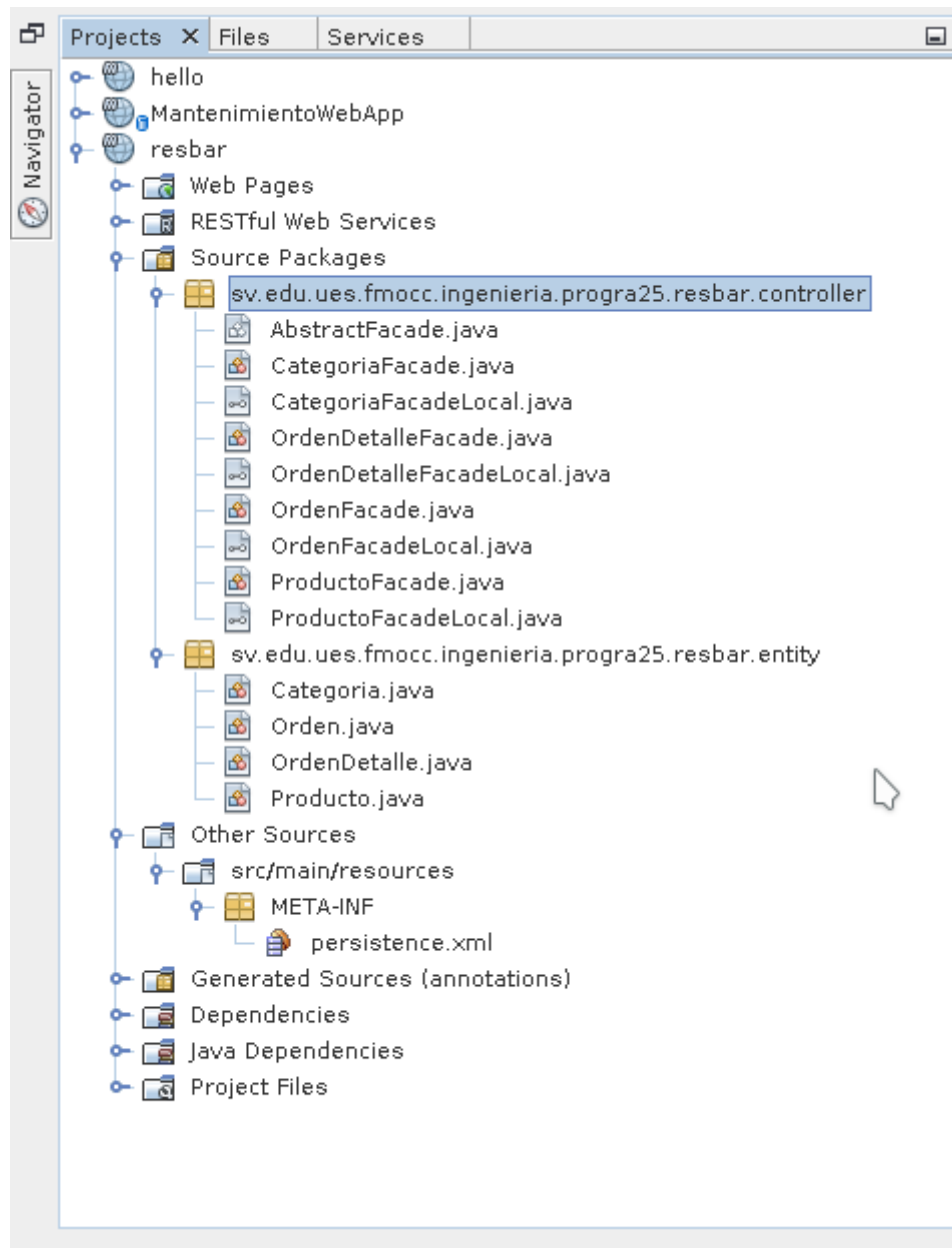 Projects Files Services
Navigator
hello
MantenimientoWebApp
resbar
Web Pages
RESTful Web Services
Source Packages
sv.edu.ues.fmocc.ingenieria.progra25.resbar.controller
AbstractFacade.java
CategoriaFacade.java
CategoriaFacadeLocal.java
OrdenDetalleFacade.java
OrdenDetalleFacadeLocal.java
OrdenFacade.java
OrdenFacadeLocal.java
ProductoFacade.java
ProductoFacadeLocal.java
sv.edu.ues.fmocc.ingenieria.progra25.resbar.entity
Categoria.java
Orden.java
OrdenDetalle.java
Producto.java
Other Sources
src/main/resources
META-INF
persistence.xml
Generated Sources (annotations)
Dependencies
Java Dependencies
Project Files